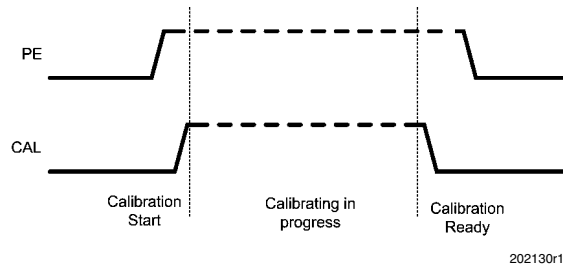 PE
CAL
Calibration
Start
Calibrating in
progress
Calibration
Ready
202130r1